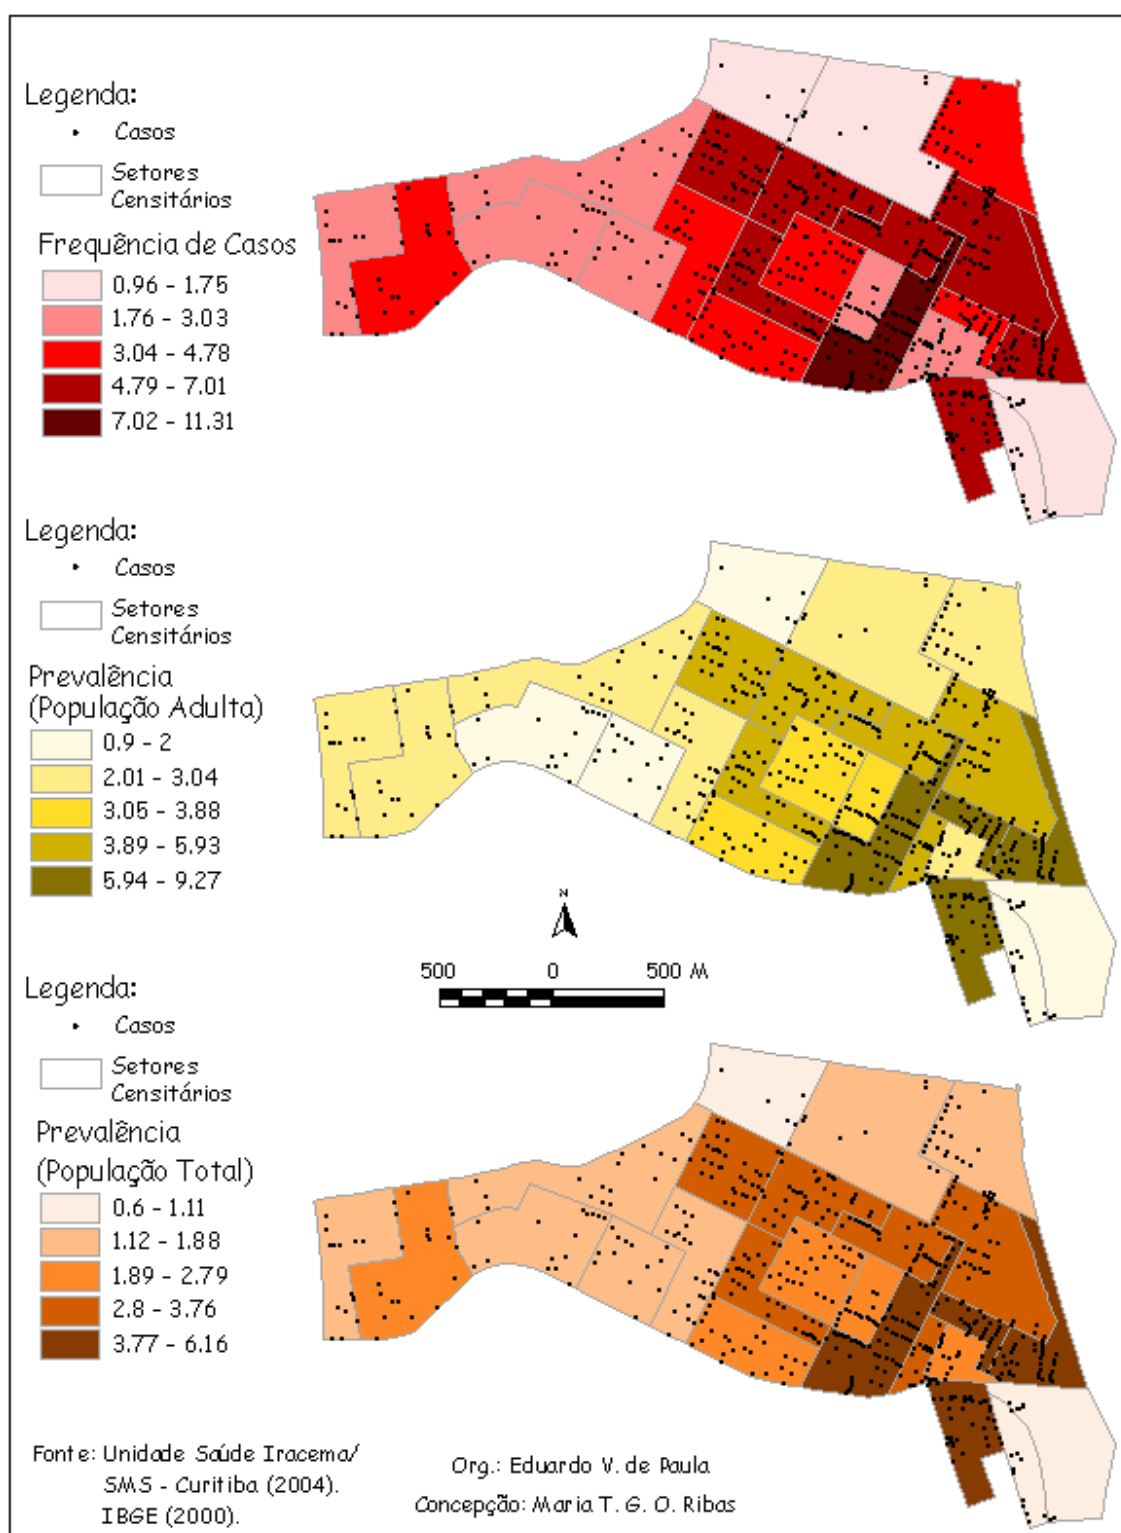 Legenda:
Casos
Setores
Censitários
Frequência de Casos
0.96 - 1.75
1.76 - 3.03
3.04 - 4.78
4.79 - 7.01
7.02 - 11.31
Legenda:
Casos
Setores
Censitários
Prevalência
(População Adulta)
0.9 - 2
2.01 - 3.04
3.05 - 3.88
3.89 - 5.93
5.94 - 9.27
N
500 0 500 M
Legenda:
Casos
Setores
Censitários
Prevalência
(População Total)
0.6 - 1.11
1.12 - 1.88
1.89 - 2.79
2.8 - 3.76
3.77 - 6.16
Fonte: Unidade Saúde Iracema/
SMS - Curitiba (2004).
IBGE (2000).
Org.: Eduardo V. de Paula
Concepção: Maria T. G. O. Ribas